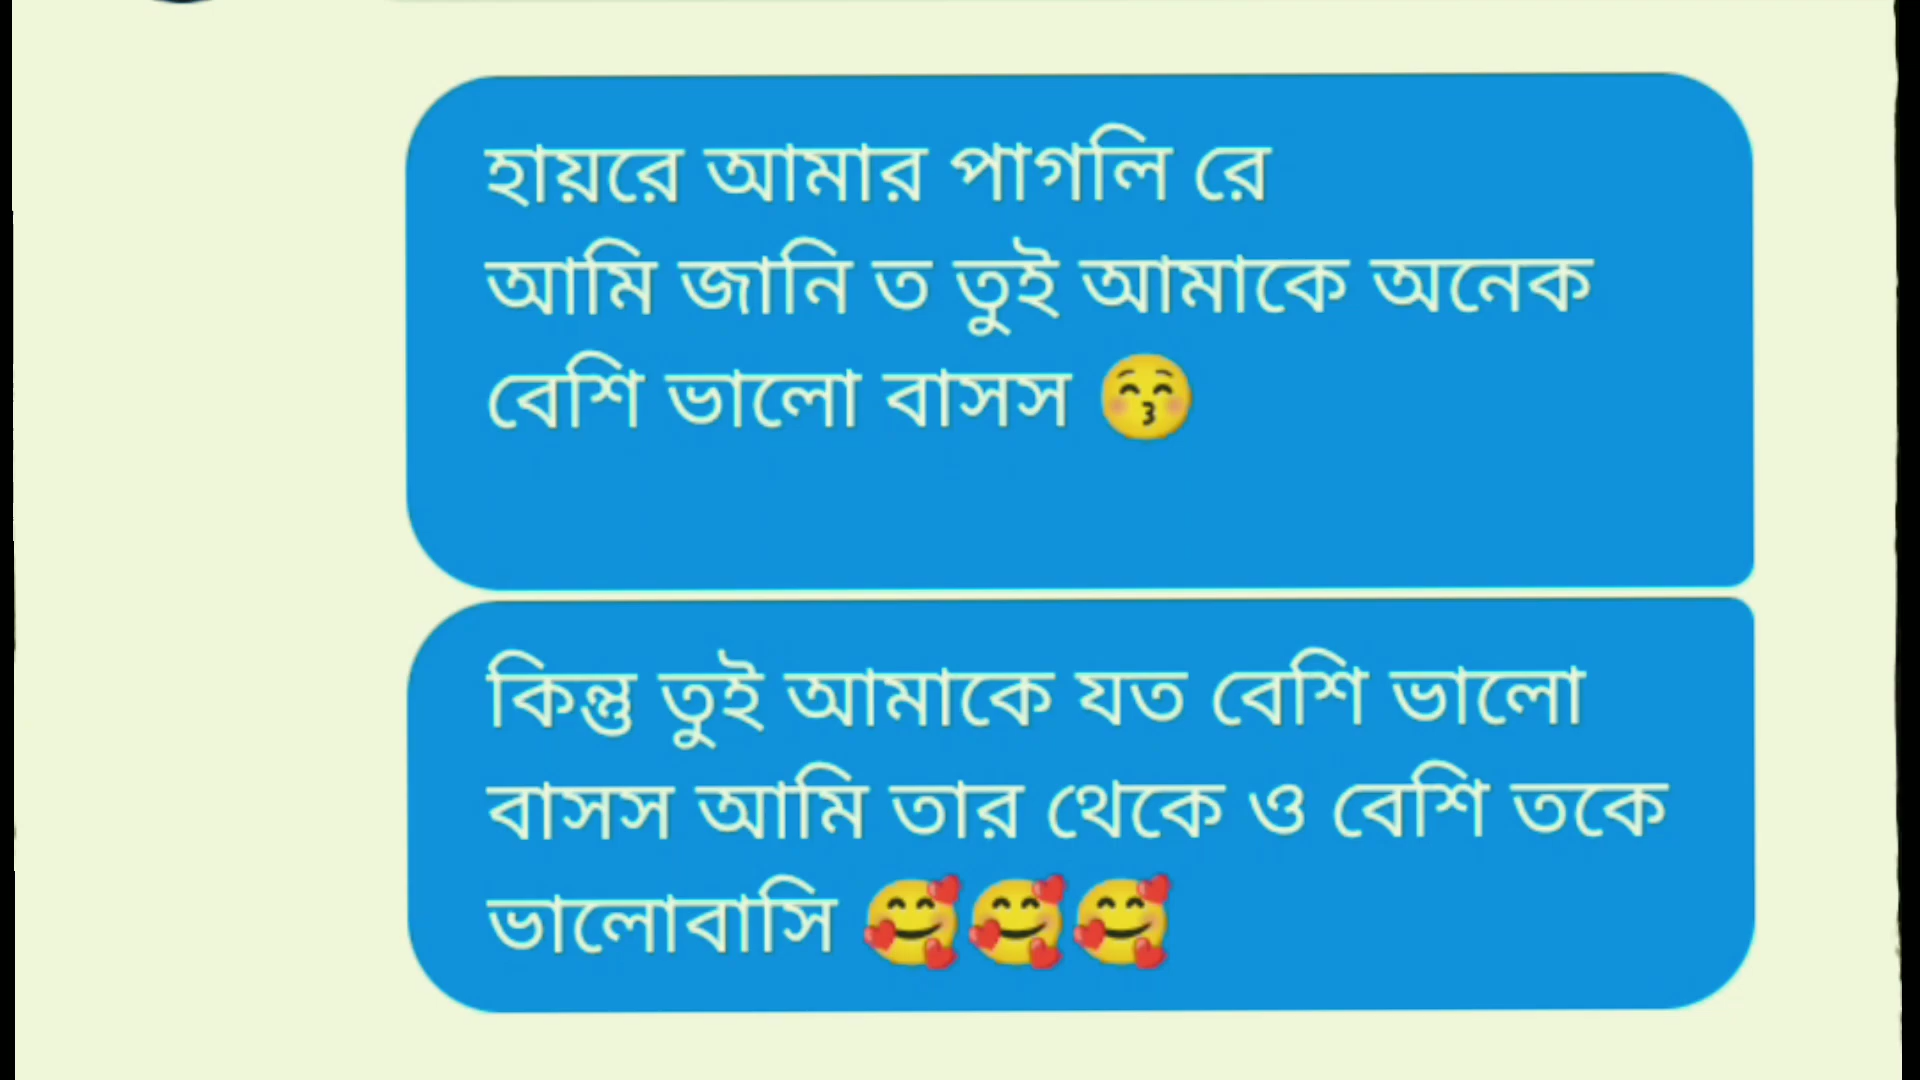 হায়রে আমার পাগলি রে
আমি জানি ত তুই আমাকে অনেক
বেশি ভালো বাসস 😚
কিন্তু তুই আমাকে যত বেশি ভালো
বাসস আমি তার থেকে ও বেশি তকে
ভালোবাসি 🥰🥰🥰